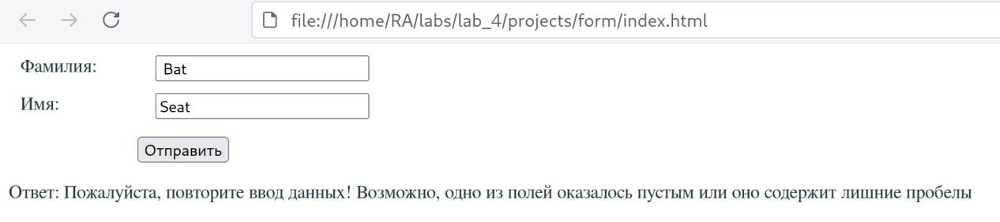 file:///home/RA/labs/lab_4/projects/form/index.html
Фамилия: Bat
Имя: Seat
Отправить
Ответ: Пожалуйста, повторите ввод данных! Возможно, одно из полей оказалось пустым или оно содержит лишние пробелы